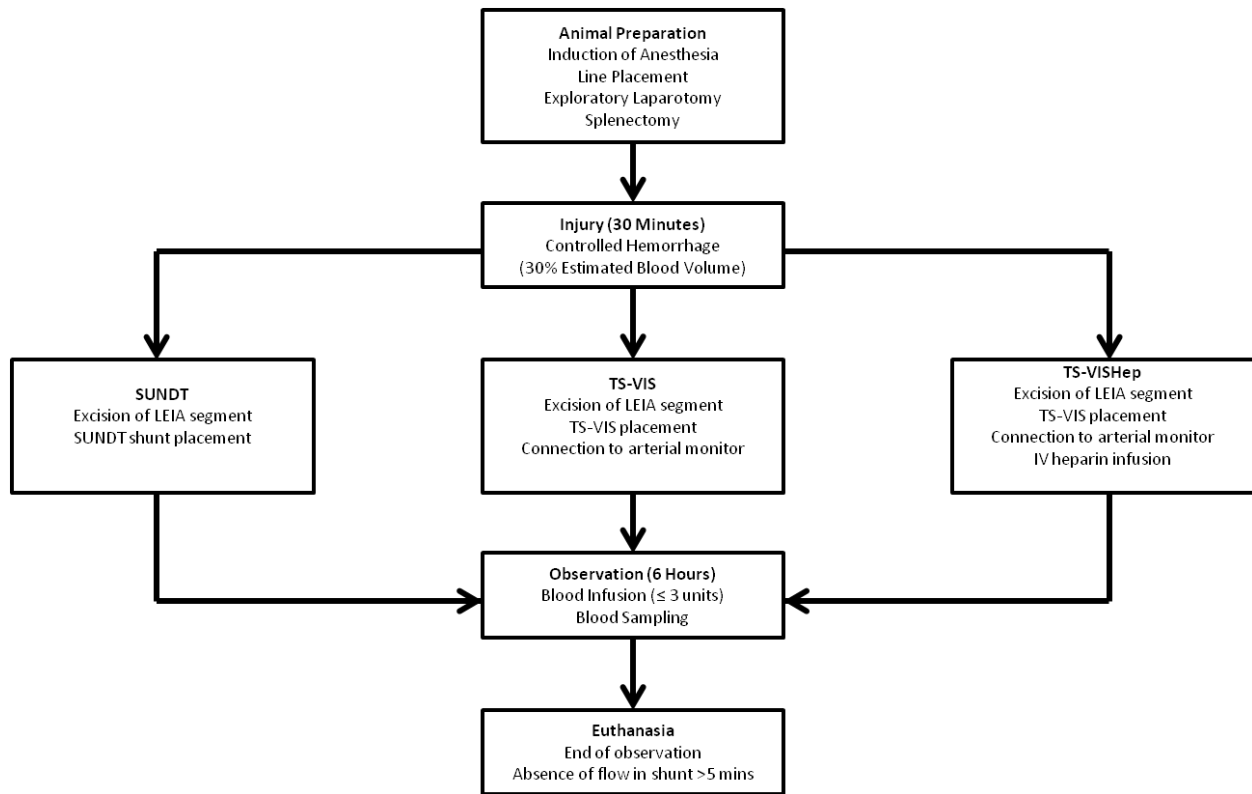 Animal Preparation
Induction of Anesthesia
Line Placement
Exploratory Laparotomy
Splenectomy
Injury (30 Minutes)
Controlled Hemorrhage
(30% Estimated Blood Volume)
SUNDT
Excision of LEIA segment
SUNDT shunt placement
TS-VIS
Excision of LEIA segment
TS-VIS placement
Connection to arterial monitor
TS-VISHep
Excision of LEIA segment
TS-VIS placement
Connection to arterial monitor
IV heparin infusion
Observation (6 Hours)
Blood Infusion (≤ 3 units)
Blood Sampling
Euthanasia
End of observation
Absence of flow in shunt >5 mins